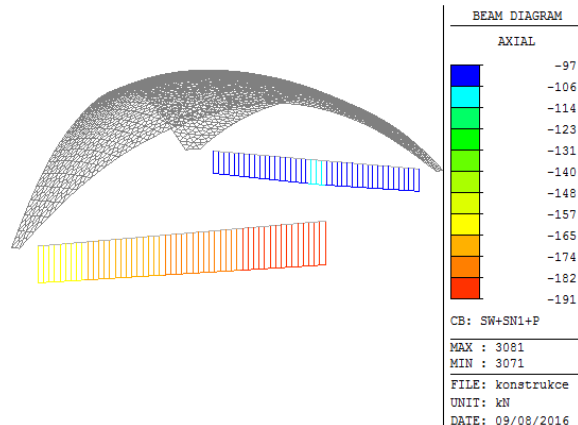 BEAM DIAGRAM
AXIAL
-97
-106
-114
-123
-131
-140
-148
-157
-165
-174
-182
-191
CB: SW+SN1+P
MAX : 3081
MIN : 3071
FILE: konstrukce
UNIT: kN
DATE: 09/08/2016